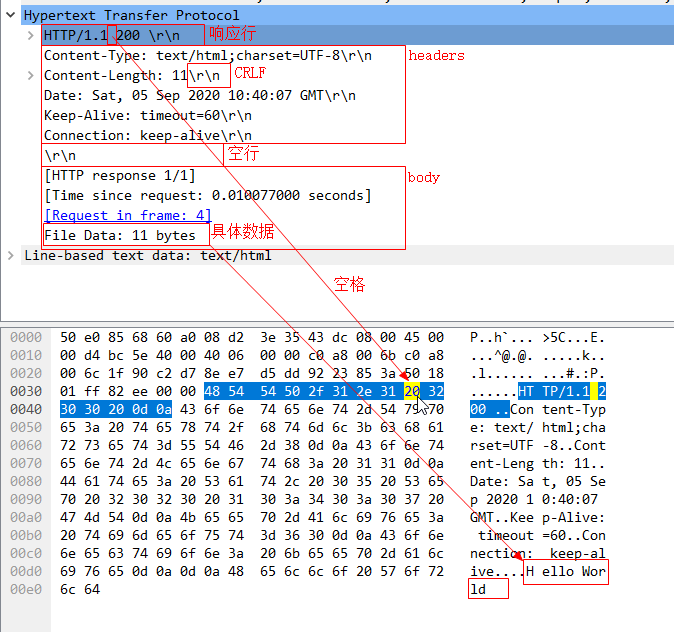 Hypertext Transfer Protocol
HTTP/1.1 200 \r\n 响应行
Content-Type: text/html;charset=UTF-8\r\n headers
Content-Length: 11\r\n CRLF
Date: Sat, 05 Sep 2020 10:40:07 GMT\r\n
Keep-Alive: timeout=60\r\n
Connection: keep-alive\r\n
\r\n 空行
[HTTP response 1/1] body
[Time since request: 0.010077000 seconds]
[Request in frame: 4]
File Data: 11 bytes 具体数据
Line-based text data: text/html
空格
0000 50 e0 85 68 60 a0 08 d2 3e 35 43 dc 08 00 45 00 P..h`... >5C...E.
0010 00 d4 bc 5e 40 00 40 06 00 00 c0 a8 00 6b c0 a8 ...^@.@. .....k..
0020 00 6c 1f 90 c2 d7 8e e7 d5 dd 92 23 85 3a 50 18 .l...... ...#.:P.
0030 01 ff 82 ee 00 00 48 54 54 50 2f 31 2e 31 20 32 ......HT TP/1.1 2
0040 30 30 20 0d 0a 43 6f 6e 74 65 6e 74 2d 54 79 70 00 ..Con tent-Typ
0050 65 3a 20 74 65 78 74 2f 68 74 6d 6c 3b 63 68 61 e: text/ html;cha
0060 72 73 65 74 3d 55 54 46 2d 38 0d 0a 43 6f 6e 74 rset=UTF -8..Cont
0070 65 6e 74 2d 4c 65 6e 67 74 68 3a 20 31 31 0d 0a ent-Leng th: 11..
0080 44 61 74 65 3a 20 53 61 74 2c 20 30 35 20 53 65 Date: Sa t, 05 Se
0090 70 20 32 30 32 30 20 31 30 3a 34 30 3a 30 37 20 p 2020 1 0:40:07
00a0 47 4d 54 0d 0a 4b 65 65 70 2d 41 6c 69 76 65 3a GMT..Kee p-Alive:
00b0 20 74 69 6d 65 6f 75 74 3d 36 30 0d 0a 43 6f 6e timeout =60..Con
00c0 6e 65 63 74 69 6f 6e 3a 20 6b 65 65 70 2d 61 6c nection: keep-al
00d0 69 76 65 0d 0a 0d 0a 48 65 6c 6c 6f 20 57 6f 72 ive....H ello Wor
00e0 6c 64 ld